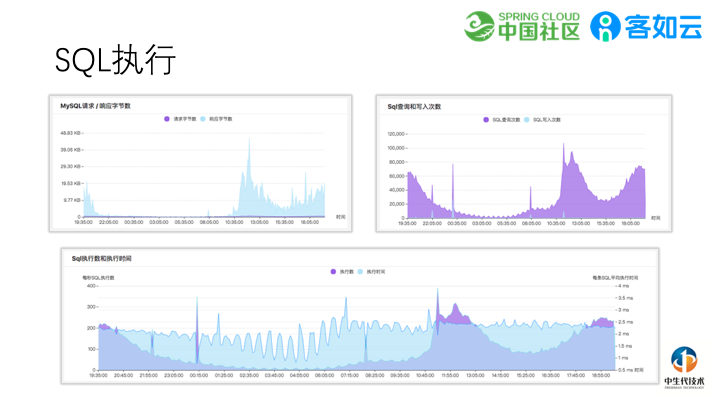 SPRING CLOUD
中国社区
客如云
SQL执行
MySQL请求 / 响应字节数
请求字节数 响应字节数
48.83 KB
39.06 KB
29.30 KB
19.53 KB
9.77 KB
0
19:35:00 22:05:00 00:35:00 03:05:00 05:35:00 08:05:00 10:35:00 13:05:00 15:35:00 18:05:00 时间
Sql查询和写入次数
SQL查询次数 SQL写入次数
120,000
100,000
80,000
60,000
40,000
20,000
0
19:35:00 22:05:00 00:35:00 03:05:00 05:35:00 08:05:00 10:35:00 13:05:00 15:35:00 18:05:00 时间
Sql执行数和执行时间
执行数 执行时间
每秒SQL执行数 每条SQL平均执行时间
400 4 ms
3.5 ms
300 3 ms
2.5 ms
200 2 ms
1.5 ms
100 1 ms
0 0.5 ms 时间
19:35:00 20:45:00 21:55:00 23:05:00 00:15:00 01:25:00 02:35:00 03:45:00 04:55:00 06:05:00 07:15:00 08:25:00 09:35:00 10:45:00 11:55:00 13:05:00 14:15:00 15:25:00 16:35:00 17:45:00 18:55:00
中生代技术